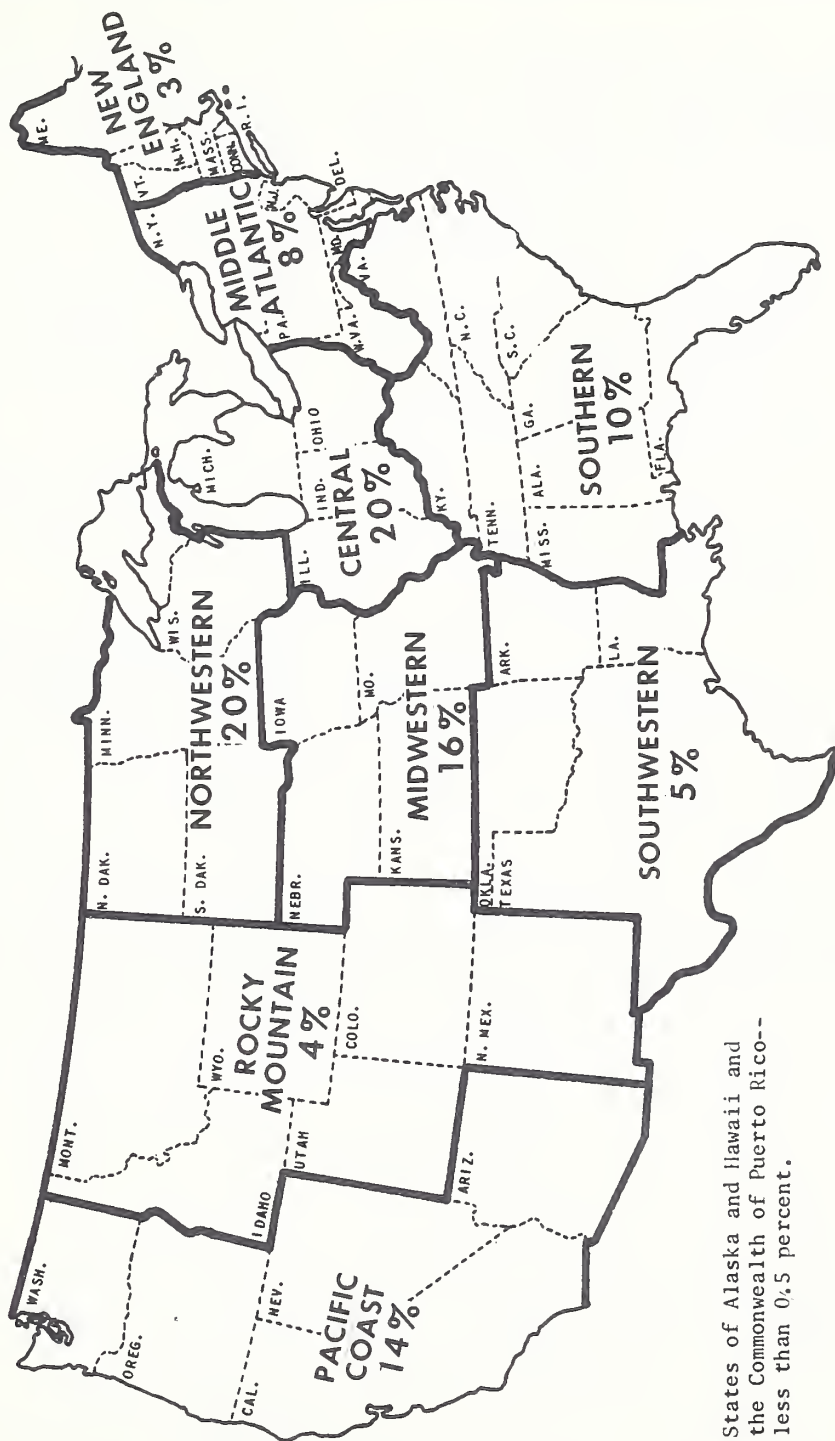 WASH.
OREG.
CAL.
NEV.
IDAHO
MONT.
WYO.
UTAH
COLO.
ARIZ.
N. MEX.
PACIFIC
COAST
14%
ROCKY
MOUNTAIN
4%
N. DAK.
S. DAK.
MINN.
WIS.
NORTHWESTERN
20%
NEBR.
IOWA
KANS.
MO.
MIDWESTERN
16%
OKLA.
TEXAS
ARK.
LA.
SOUTHWESTERN
5%
MICH.
ILL.
IND.
OHIO
CENTRAL
20%
KY.
TENN.
N.C.
S.C.
MISS.
ALA.
GA.
FLA.
SOUTHERN
10%
N.Y.
PA.
N.J.
DEL.
MD.
W.VA.
VA.
MIDDLE
ATLANTIC
8%
ME.
VT.
N.H.
MASS.
CONN.
R.I.
NEW
ENGLAND
3%
States of Alaska and Hawaii and
the Commonwealth of Puerto Rico--
less than 0.5 percent.